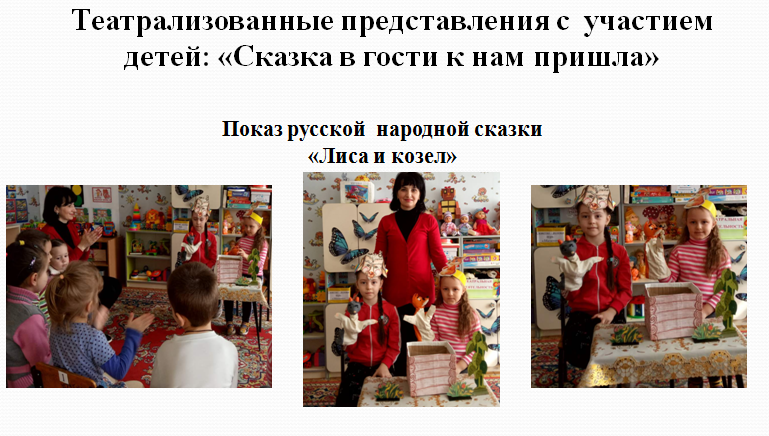 Театрализованные представления с участием
детей: «Сказка в гости к нам пришла»
Показ русской народной сказки
«Лиса и козел»